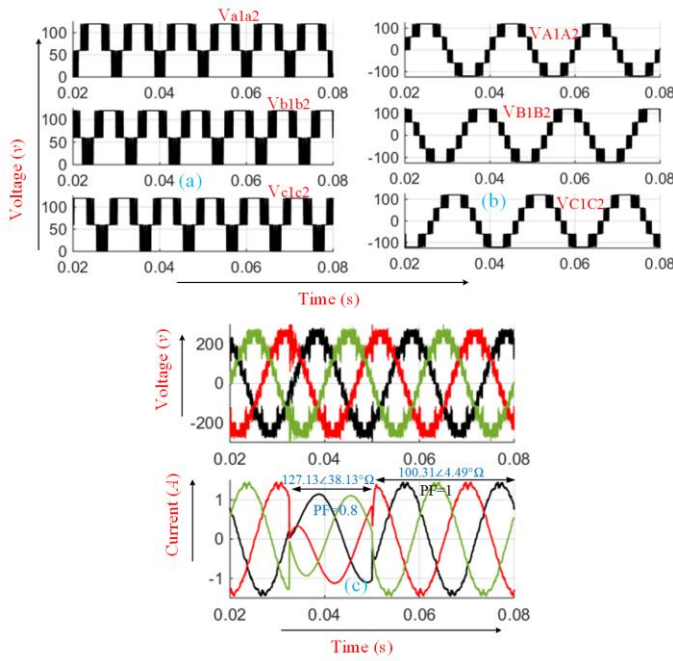 Va1a2
100
50
0
0.02 0.04 0.06 0.08
Vb1b2
100
50
0
0.02 0.04 0.06 0.08
(a)
Vc1c2
100
50
0
0.02 0.04 0.06 0.08
VA1A2
100
0
-100
0.02 0.04 0.06 0.08
VB1B2
100
0
-100
0.02 0.04 0.06 0.08
(b)
VC1C2
100
0
-100
0.02 0.04 0.06 0.08
Voltage (v)
Time (s)
Voltage (v)
200
0
-200
0.02 0.04 0.06 0.08
127.13∠38.13°Ω
100.31∠4.49°Ω
PF=0.8
PF=1
Current (A)
1
0
-1
(c)
0.02 0.04 0.06 0.08
Time (s)